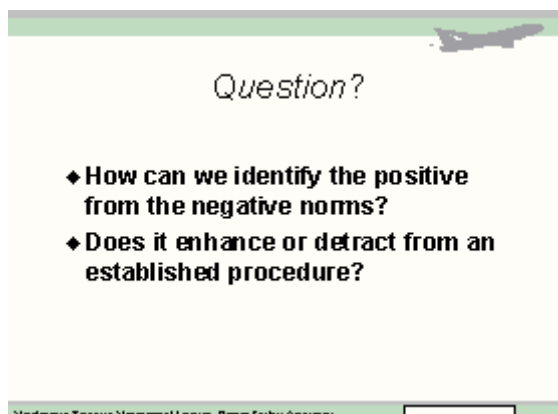 Question?
◆ How can we identify the positive
from the negative norms?
◆ Does it enhance or detract from an
established procedure?